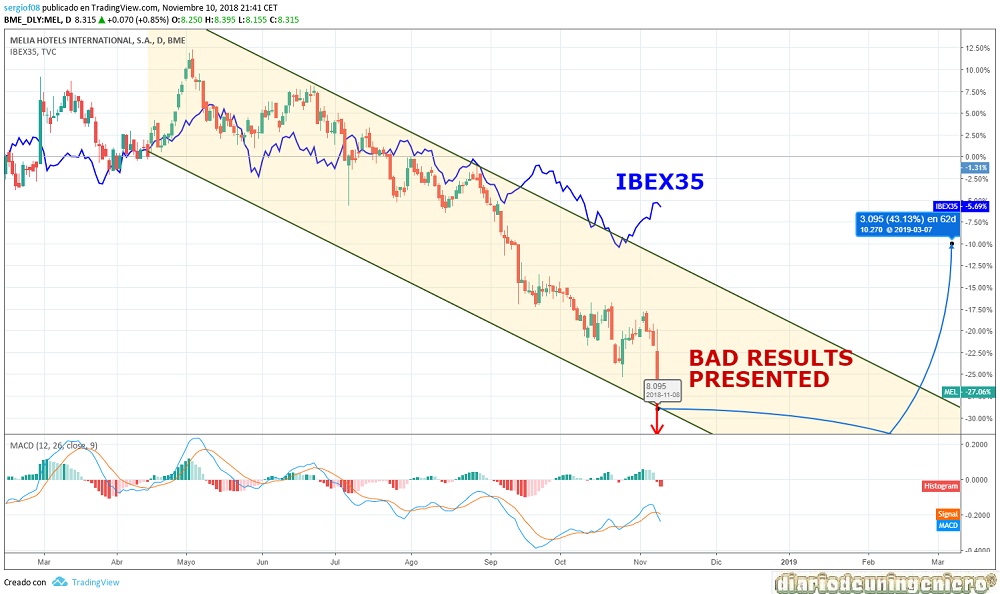 sergiof08 publicado en TradingView.com, Noviembre 10, 2018 21:41 CET
BME_DLY:MEL, D 8.315 ▲ +0.070 (+0.85%) O:8.250 H:8.395 L:8.155 C:8.315
MELIA HOTELS INTERNATIONAL, S.A., D, BME
IBEX35, TVC
12.50%
10.00%
7.50%
5.00%
2.50%
0.00%
-1.31%
-2.50%
IBEX35
IBEX35 -5.69%
-7.50%
3.095 (43.13%) en 62d
10.270 @ 2019-03-07
-10.00%
-12.50%
-15.00%
-17.50%
-20.00%
-22.50%
BAD RESULTS
PRESENTED
-25.00%
8.095
2018-11-08
MEL -27.06%
-30.00%
MACD (12, 26, close, 9)
0.2000
0.0000
Histogram
-0.2000
Signal
MACD
-0.4000
Mar Abr Mayo Jun Jul Ago Sep Oct Nov Dic 2019 Feb Mar
Creado con TradingView
diariodeuningeniero®